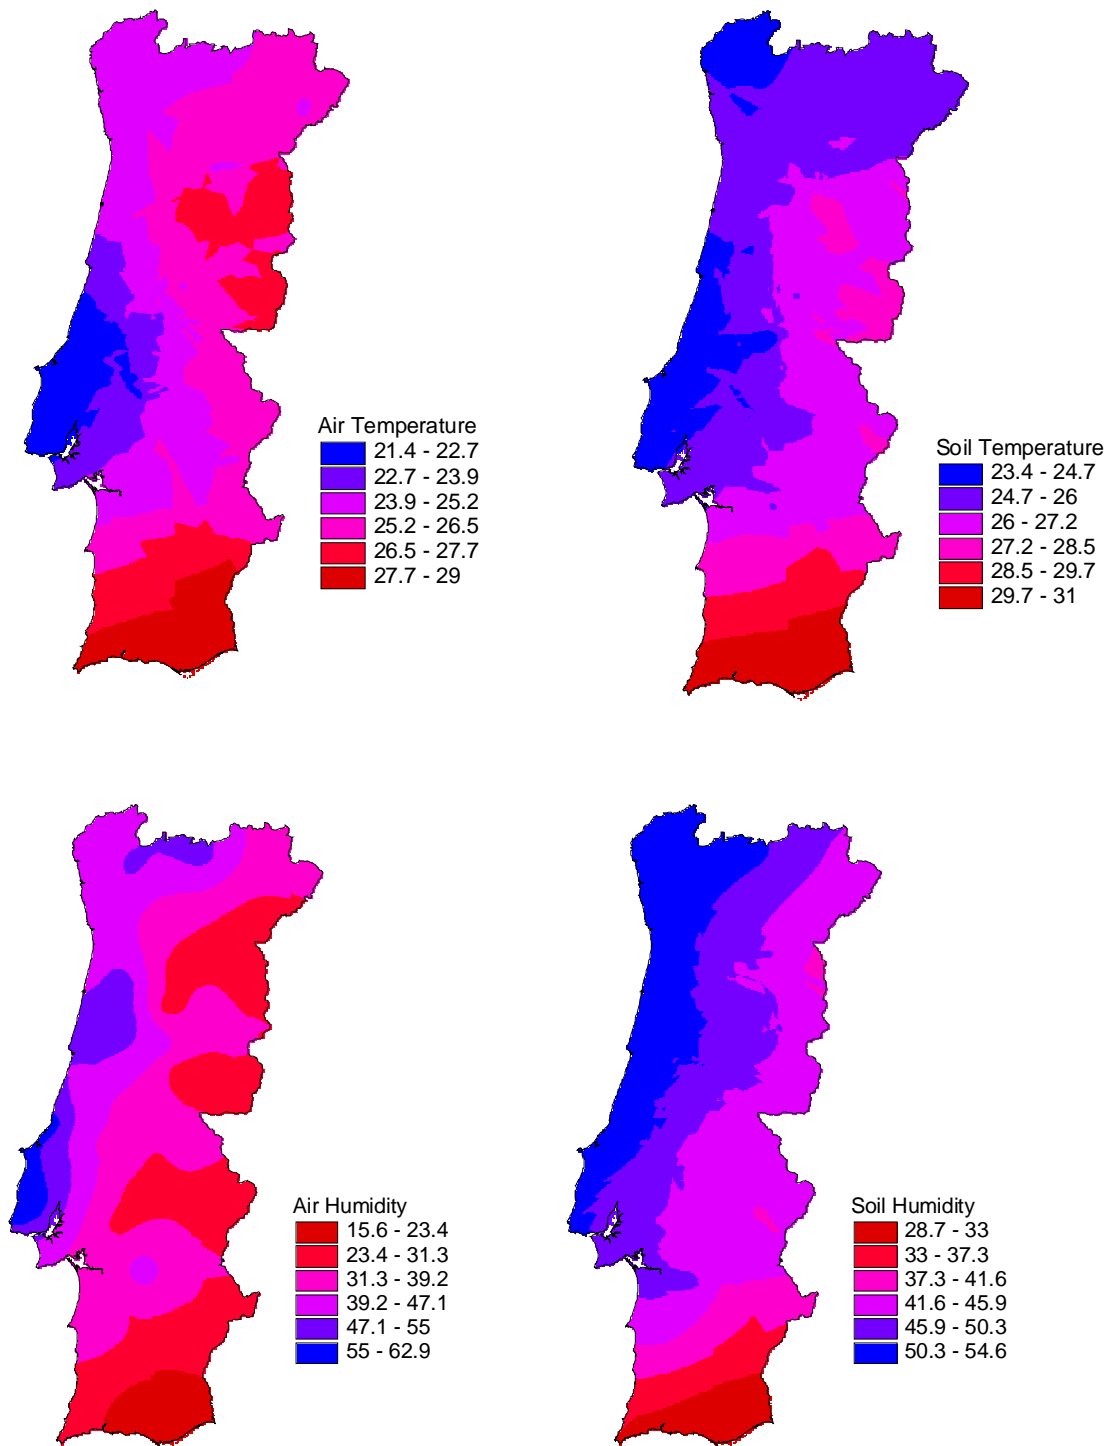 Air Temperature
21.4 - 22.7
22.7 - 23.9
23.9 - 25.2
25.2 - 26.5
26.5 - 27.7
27.7 - 29
Soil Temperature
23.4 - 24.7
24.7 - 26
26 - 27.2
27.2 - 28.5
28.5 - 29.7
29.7 - 31
Air Humidity
15.6 - 23.4
23.4 - 31.3
31.3 - 39.2
39.2 - 47.1
47.1 - 55
55 - 62.9
Soil Humidity
28.7 - 33
33 - 37.3
37.3 - 41.6
41.6 - 45.9
45.9 - 50.3
50.3 - 54.6